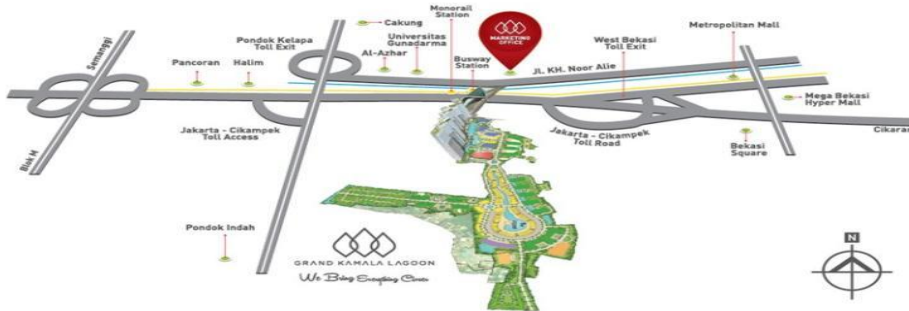 Monorail
Station
Cakung
Universitas
Gunadarma
Al-Azhar
Pondok Kelapa
Toll Exit
Semanggi
Pancoran
Halim
Busway
Station
MARKETING
OFFICE
Jl. KH. Noor Alie
West Bekasi
Toll Exit
Metropolitan Mall
Mega Bekasi
Hyper Mall
Cikaran
Bekasi
Square
Jakarta - Cikampek
Toll Road
Jakarta - Cikampek
Toll Access
Blok M
Pondok Indah
GRAND KAMALA LAGOON
We Bring Everything Closer
N